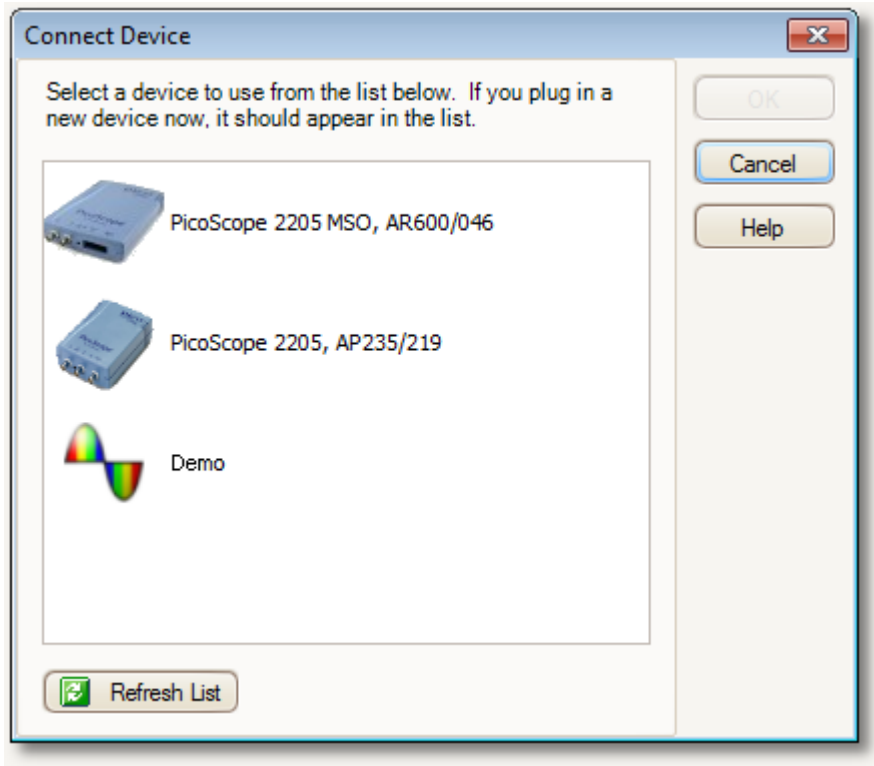 Connect Device
Select a device to use from the list below. If you plug in a
new device now, it should appear in the list.
OK
Cancel
Help
PicoScope 2205 MSO, AR600/046
PicoScope 2205, AP235/219
Demo
Refresh List